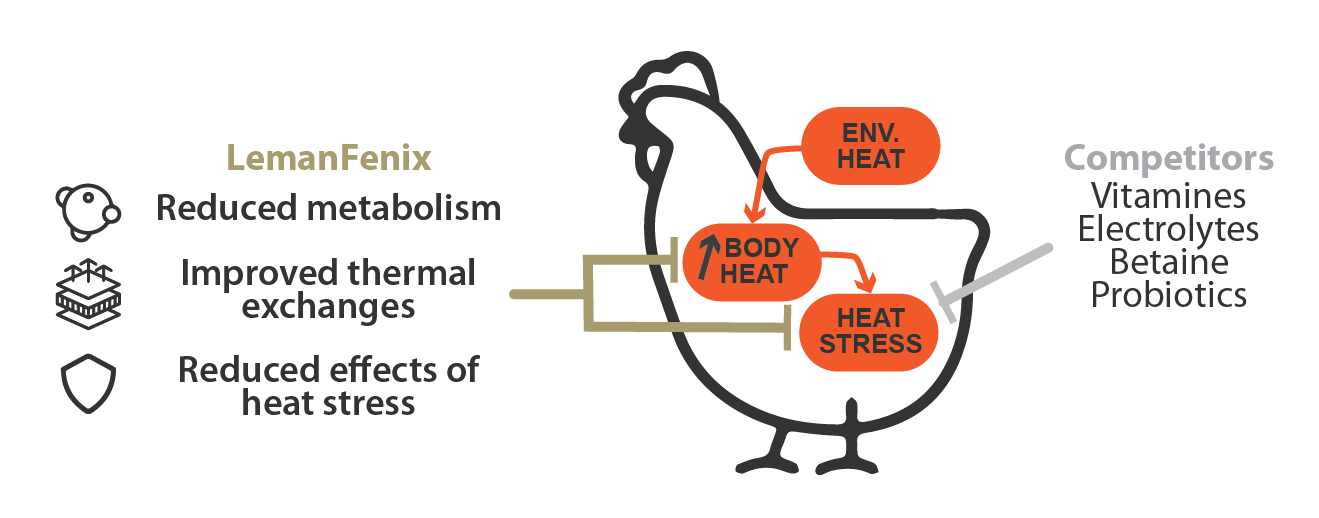 LemanFenix
Reduced metabolism
Improved thermal
exchanges
Reduced effects of
heat stress
ENV.
HEAT
BODY
HEAT
HEAT
STRESS
Competitors
Vitamines
Electrolytes
Betaine
Probiotics